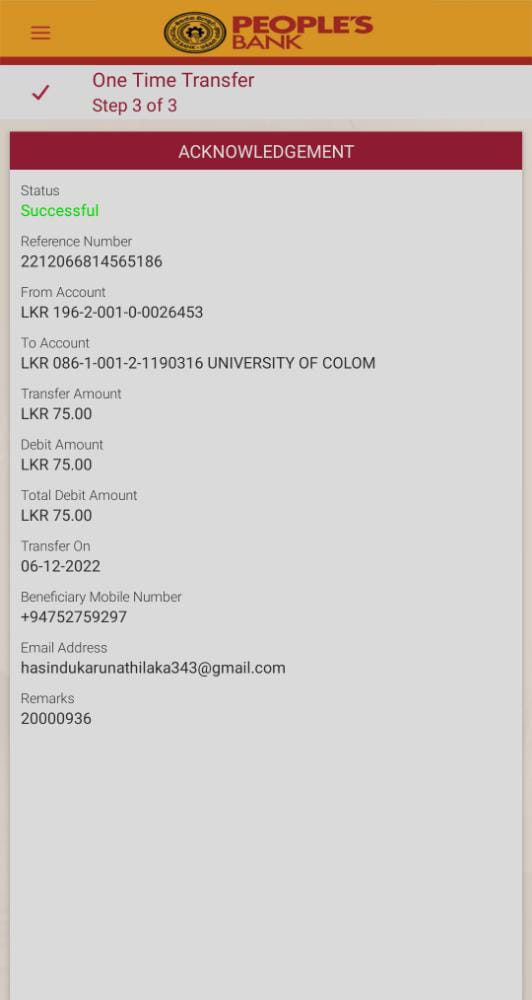 PEOPLE'S
BANK
One Time Transfer
Step 3 of 3
ACKNOWLEDGEMENT
Status
Successful
Reference Number
2212066814565186
From Account
LKR 196-2-001-0-0026453
To Account
LKR 086-1-001-2-1190316 UNIVERSITY OF COLOM
Transfer Amount
LKR 75.00
Debit Amount
LKR 75.00
Total Debit Amount
LKR 75.00
Transfer On
06-12-2022
Beneficiary Mobile Number
+94752759297
Email Address
hasindukarunathilaka343@gmail.com
Remarks
20000936